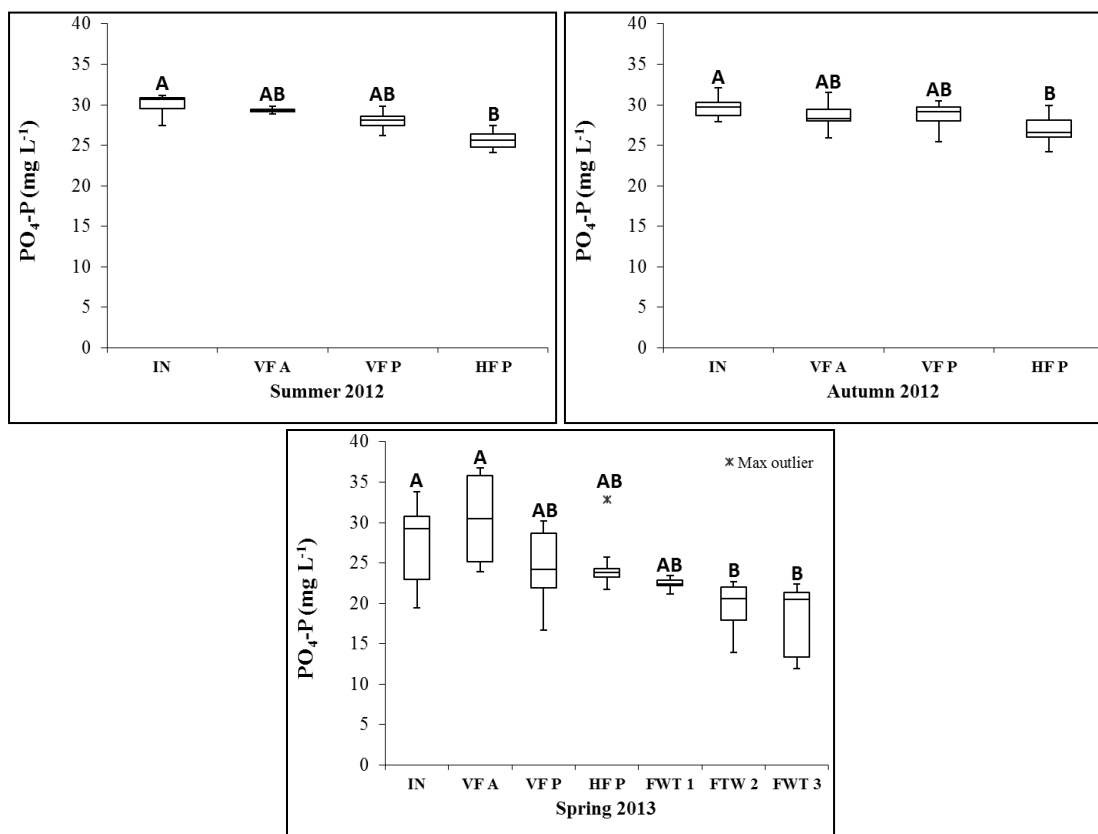 40
35
30
25
20
15
10
5
0
PO₄-P (mg L⁻¹)
A
AB
AB
B
IN VF A VF P HF P
Summer 2012
40
35
30
25
20
15
10
5
0
PO₄-P (mg L⁻¹)
A
AB
AB
B
IN VF A VF P HF P
Autumn 2012
40
35
30
25
20
15
10
5
0
PO₄-P (mg L⁻¹)
A
A
AB
AB
AB
B
B
Max outlier
IN VF A VF P HF P FWT 1 FTW 2 FWT 3
Spring 2013